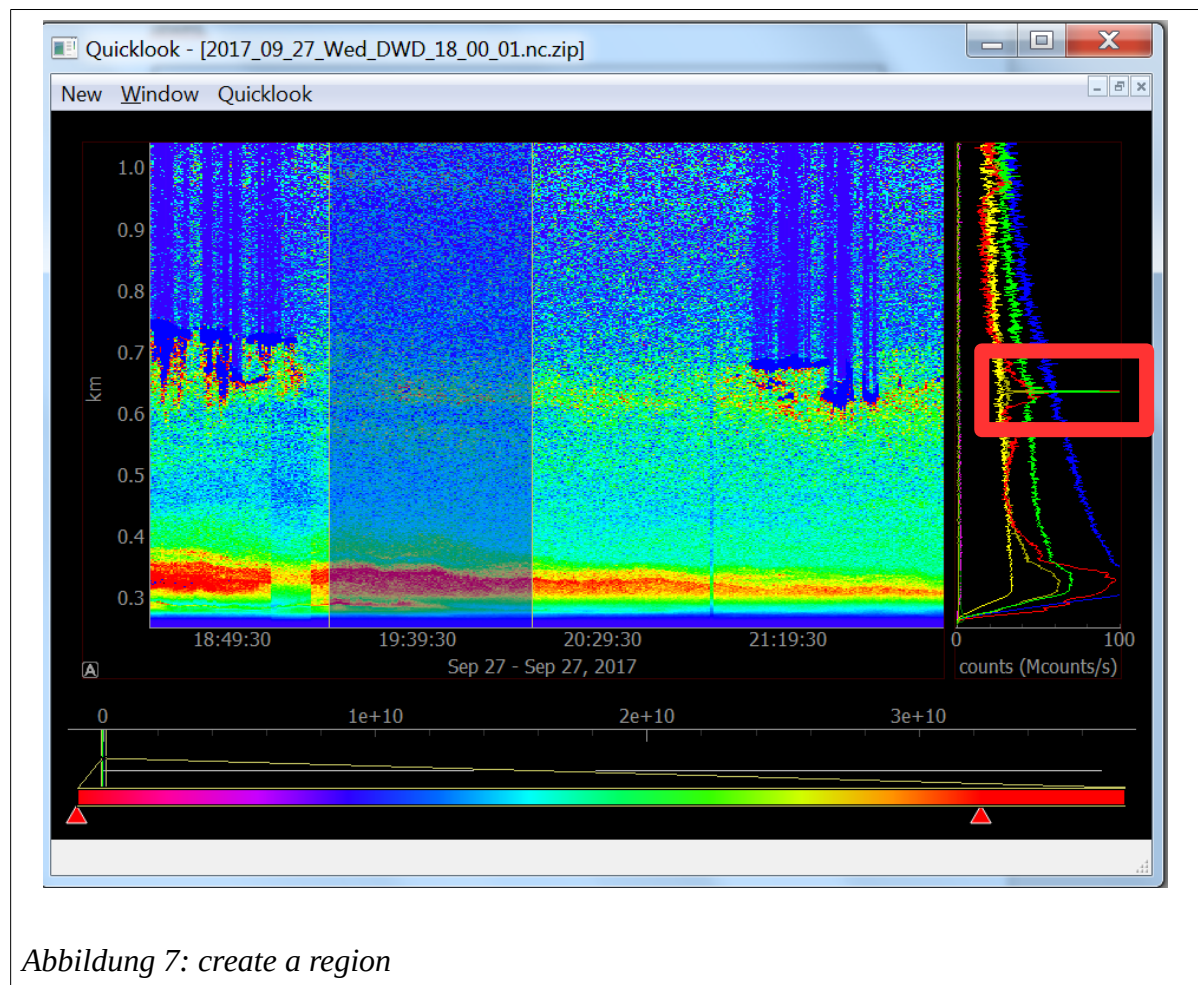 Quicklook - [2017_09_27_Wed_DWD_18_00_01.nc.zip]
New Window Quicklook
1.0
0.9
0.8
0.7
0.6
0.5
0.4
0.3
km
18:49:30 19:39:30 20:29:30 21:19:30
Sep 27 - Sep 27, 2017
A
0 100
counts (Mcounts/s)
0 1e+10 2e+10 3e+10
Abbildung 7: create a region